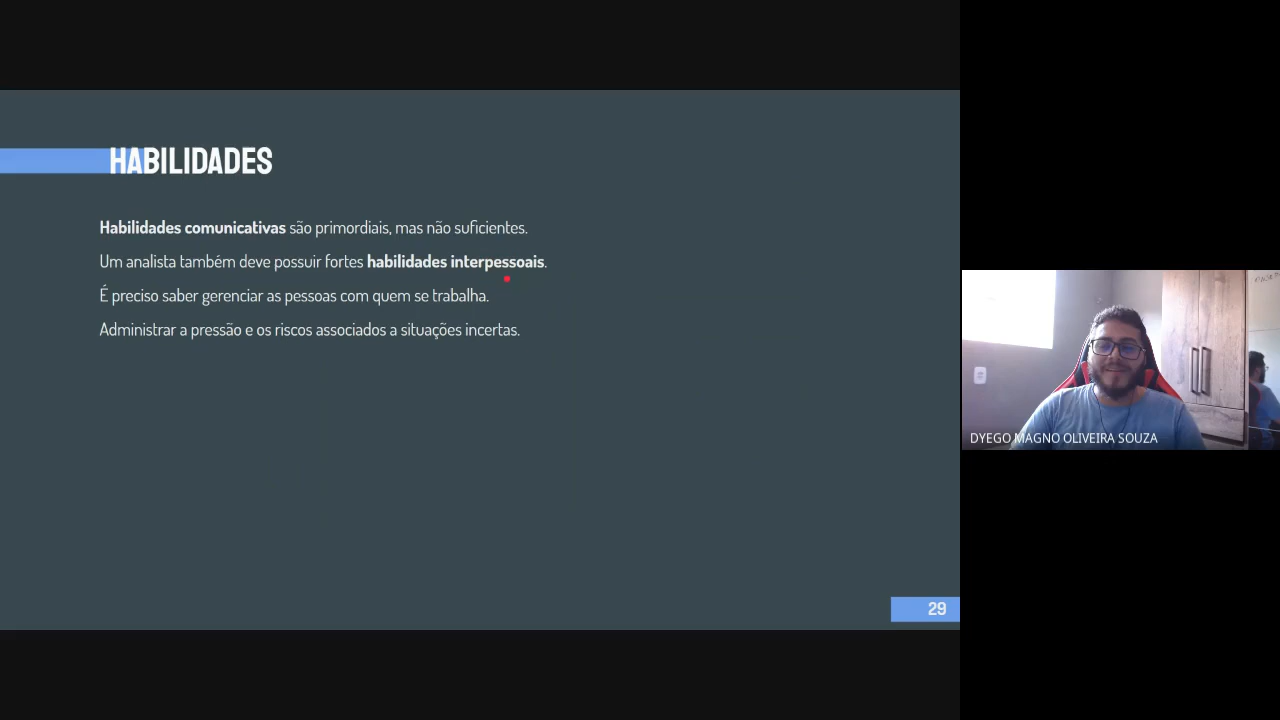 HABILIDADES
Habilidades comunicativas são primordiais, mas não suficientes.
Um analista também deve possuir fortes habilidades interpessoais.
É preciso saber gerenciar as pessoas com quem se trabalha.
Administrar a pressão e os riscos associados a situações incertas.
29
DYEGO MAGNO OLIVEIRA SOUZA